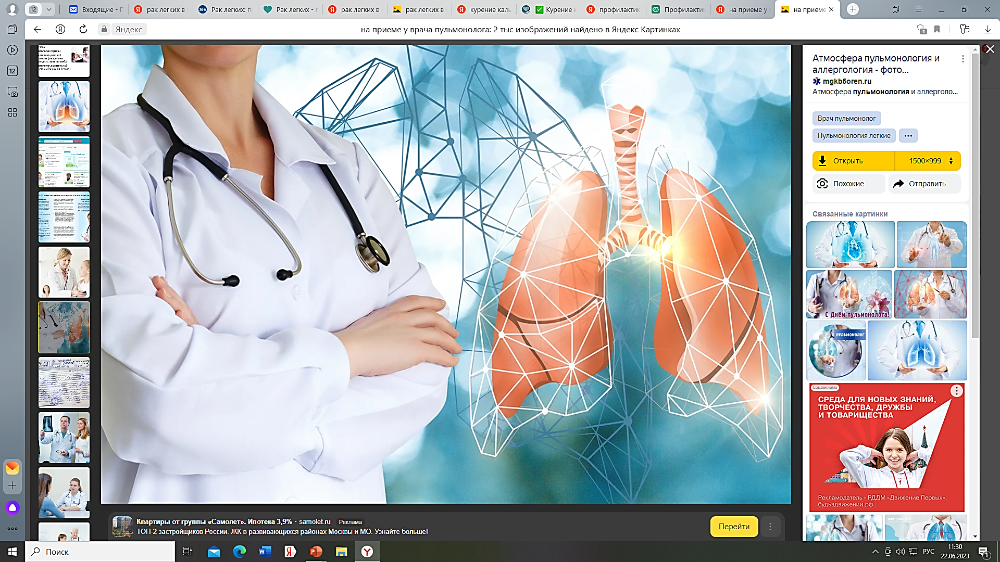 12
Входящие - Г
рак легких в
Рак легких: п
Рак легких - г
рак легких в
рак легких в
курение каль
Курение
профилактик
Профилактик
на приеме у
на приеме
Яндекс
на приеме у врача пульмонолога: 2 тыс изображений найдено в Яндекс Картинках
1
12
Атмосфера пульмонология и
аллергология - фото...
mgkb5oren.ru
Атмосфера пульмонология и аллерголо...
Врач пульмонолог
Пульмонология легкие
Открыть
1500×999
Похожие
Отправить
Связанные картинки
С Днём пульмонолога!
ПУЛЬМОНОЛОГ
Соцреклама
СРЕДА ДЛЯ НОВЫХ ЗНАНИЙ,
ТВОРЧЕСТВА, ДРУЖБЫ
И ТОВАРИЩЕСТВА
Рекламодатель - РДДМ «Движение Первых».
будьвдвижении.рф
Квартиры от группы «Самолет». Ипотека 3,9% · samolet.ru Реклама
ТОП-2 застройщиков России. ЖК в развивающихся районах Москвы и МО. Узнайте больше!
Перейти
Поиск
РУС
11:30
22.06.2023
1